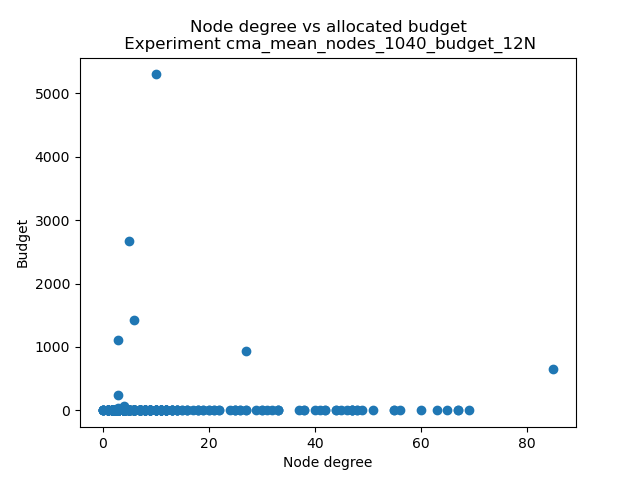 Node degree vs allocated budget
Experiment cma_mean_nodes_1040_budget_12N
5000
4000
3000
2000
1000
0
Budget
0 20 40 60 80
Node degree